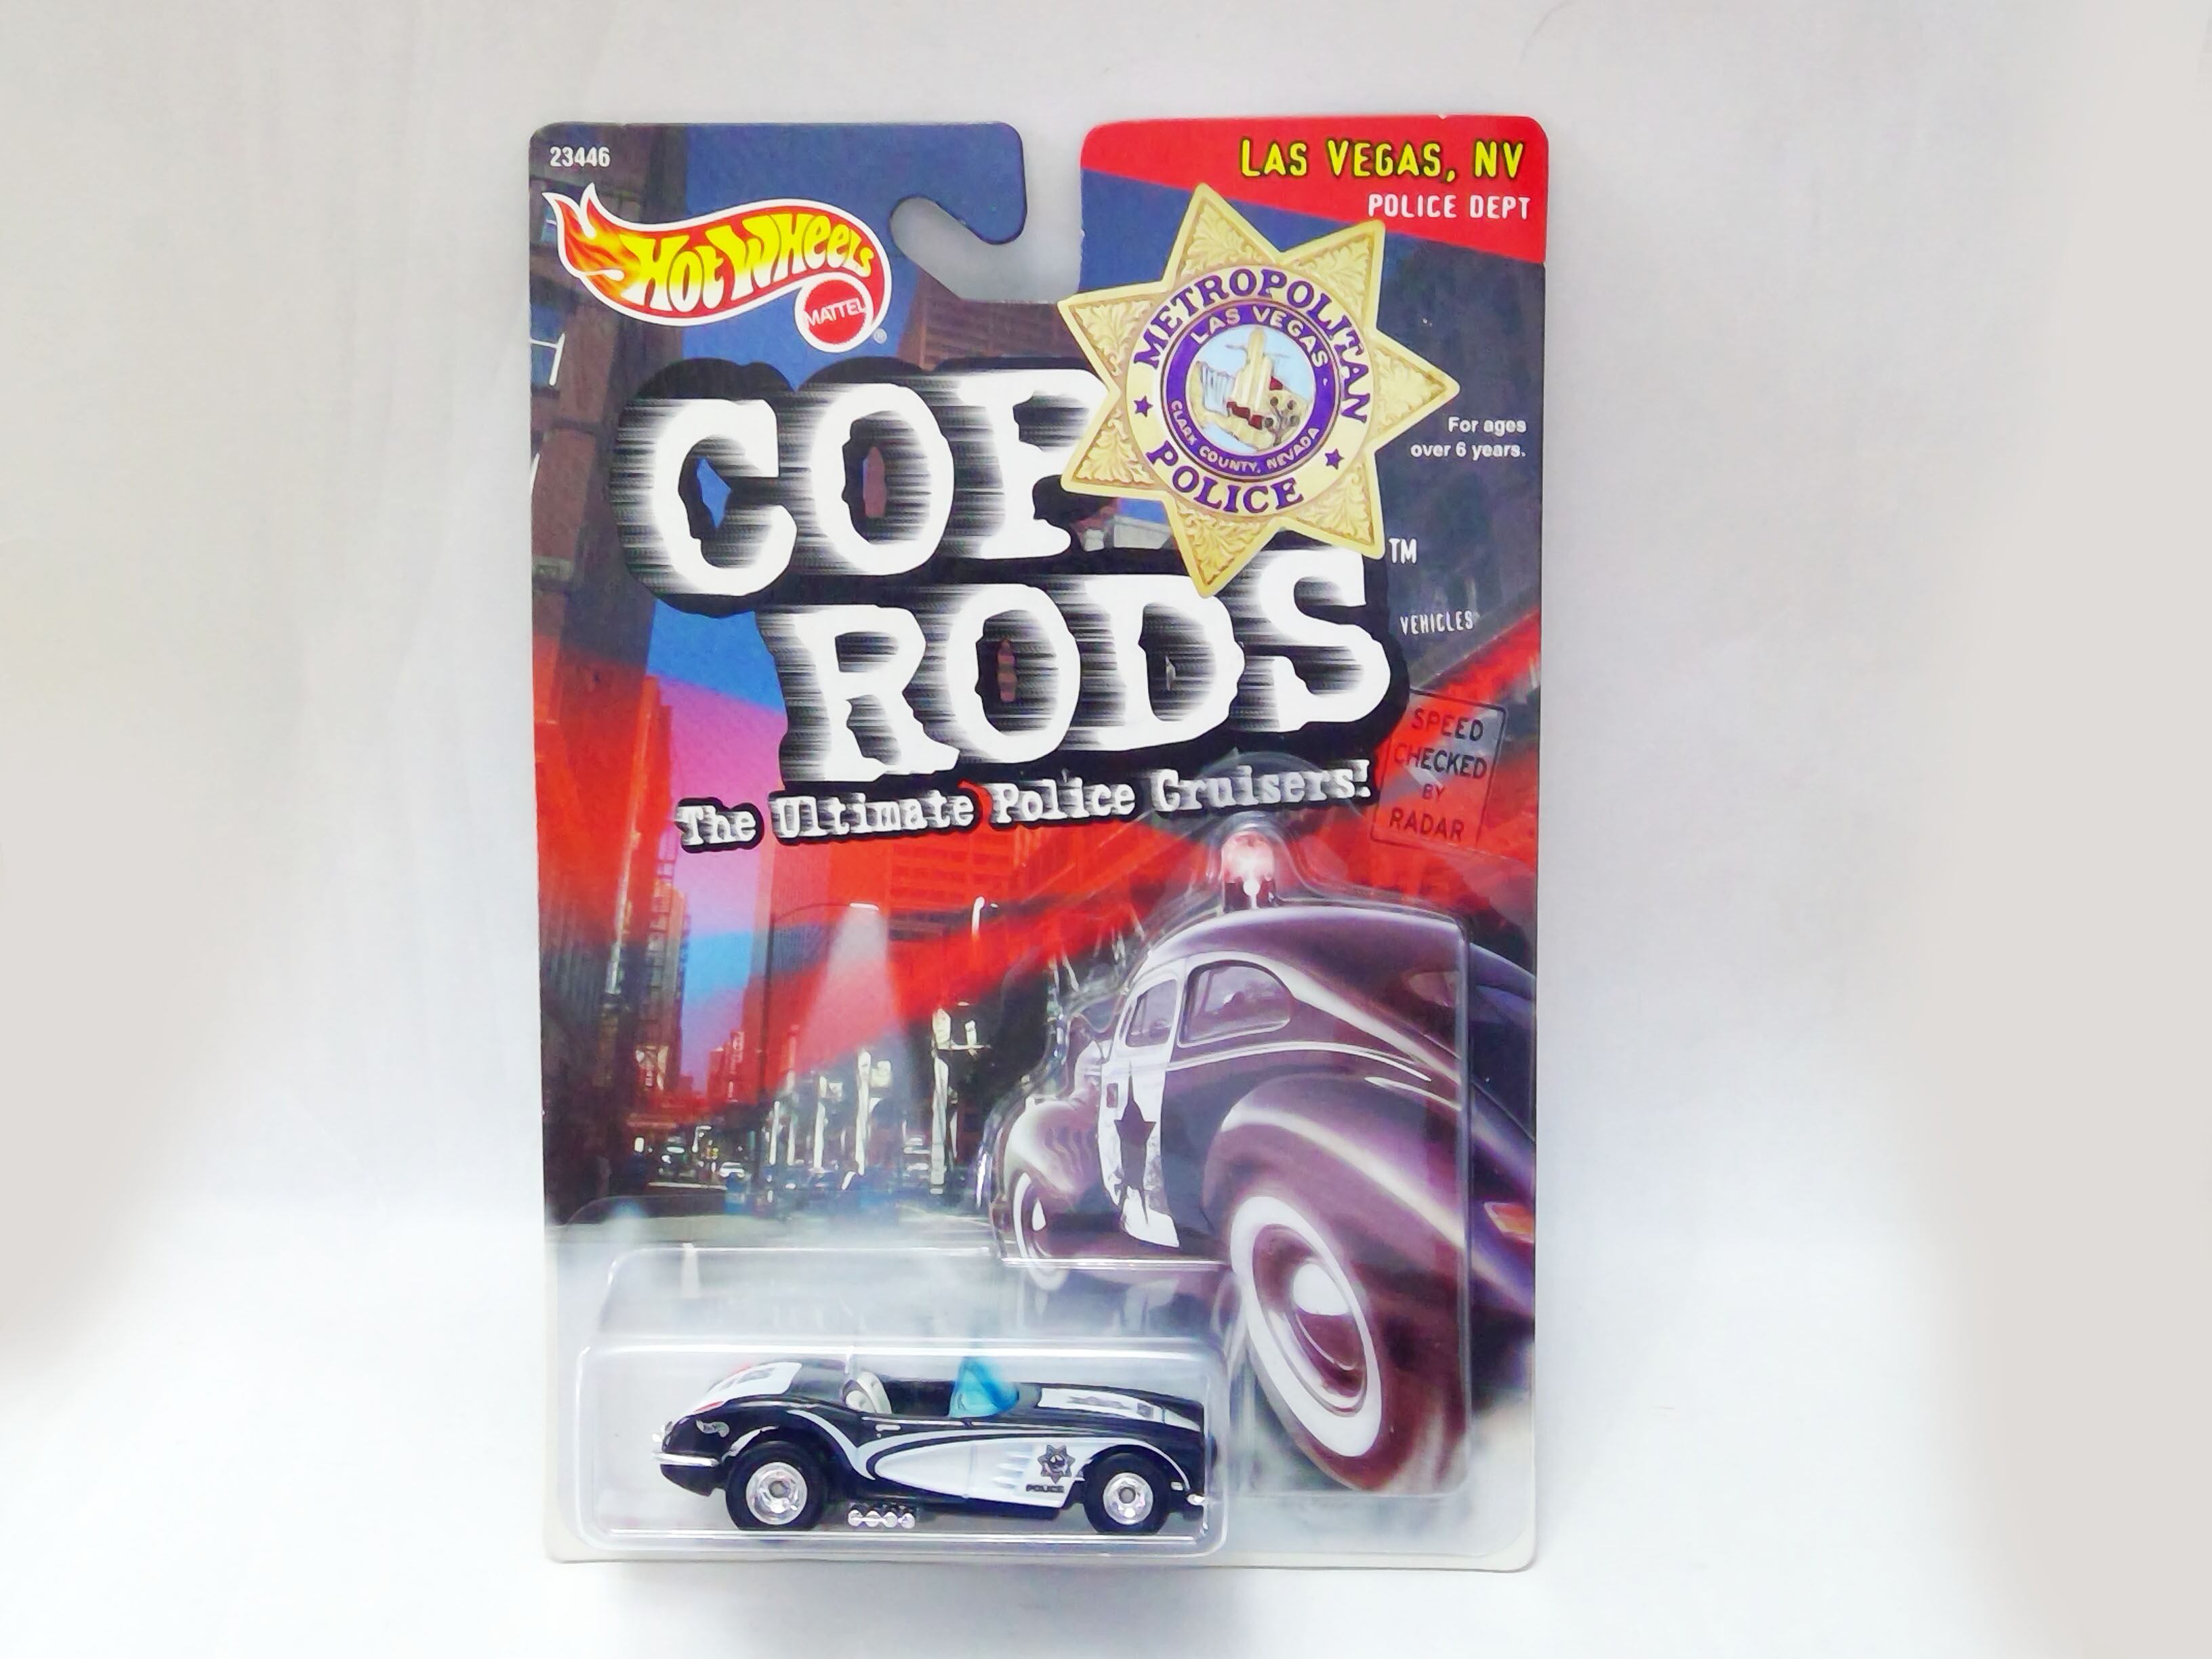 23446
LAS VEGAS, NV
POLICE DEPT
HOT WHEELS
MATTEL
®
METROPOLITAN
LAS VEGAS
CLARK COUNTY, NEVADA
POLICE
For ages
over 6 years.
COP
RODS
™
VEHICLES
The Ultimate Police Cruisers!
SPEED
CHECKED
BY
RADAR
POLICE